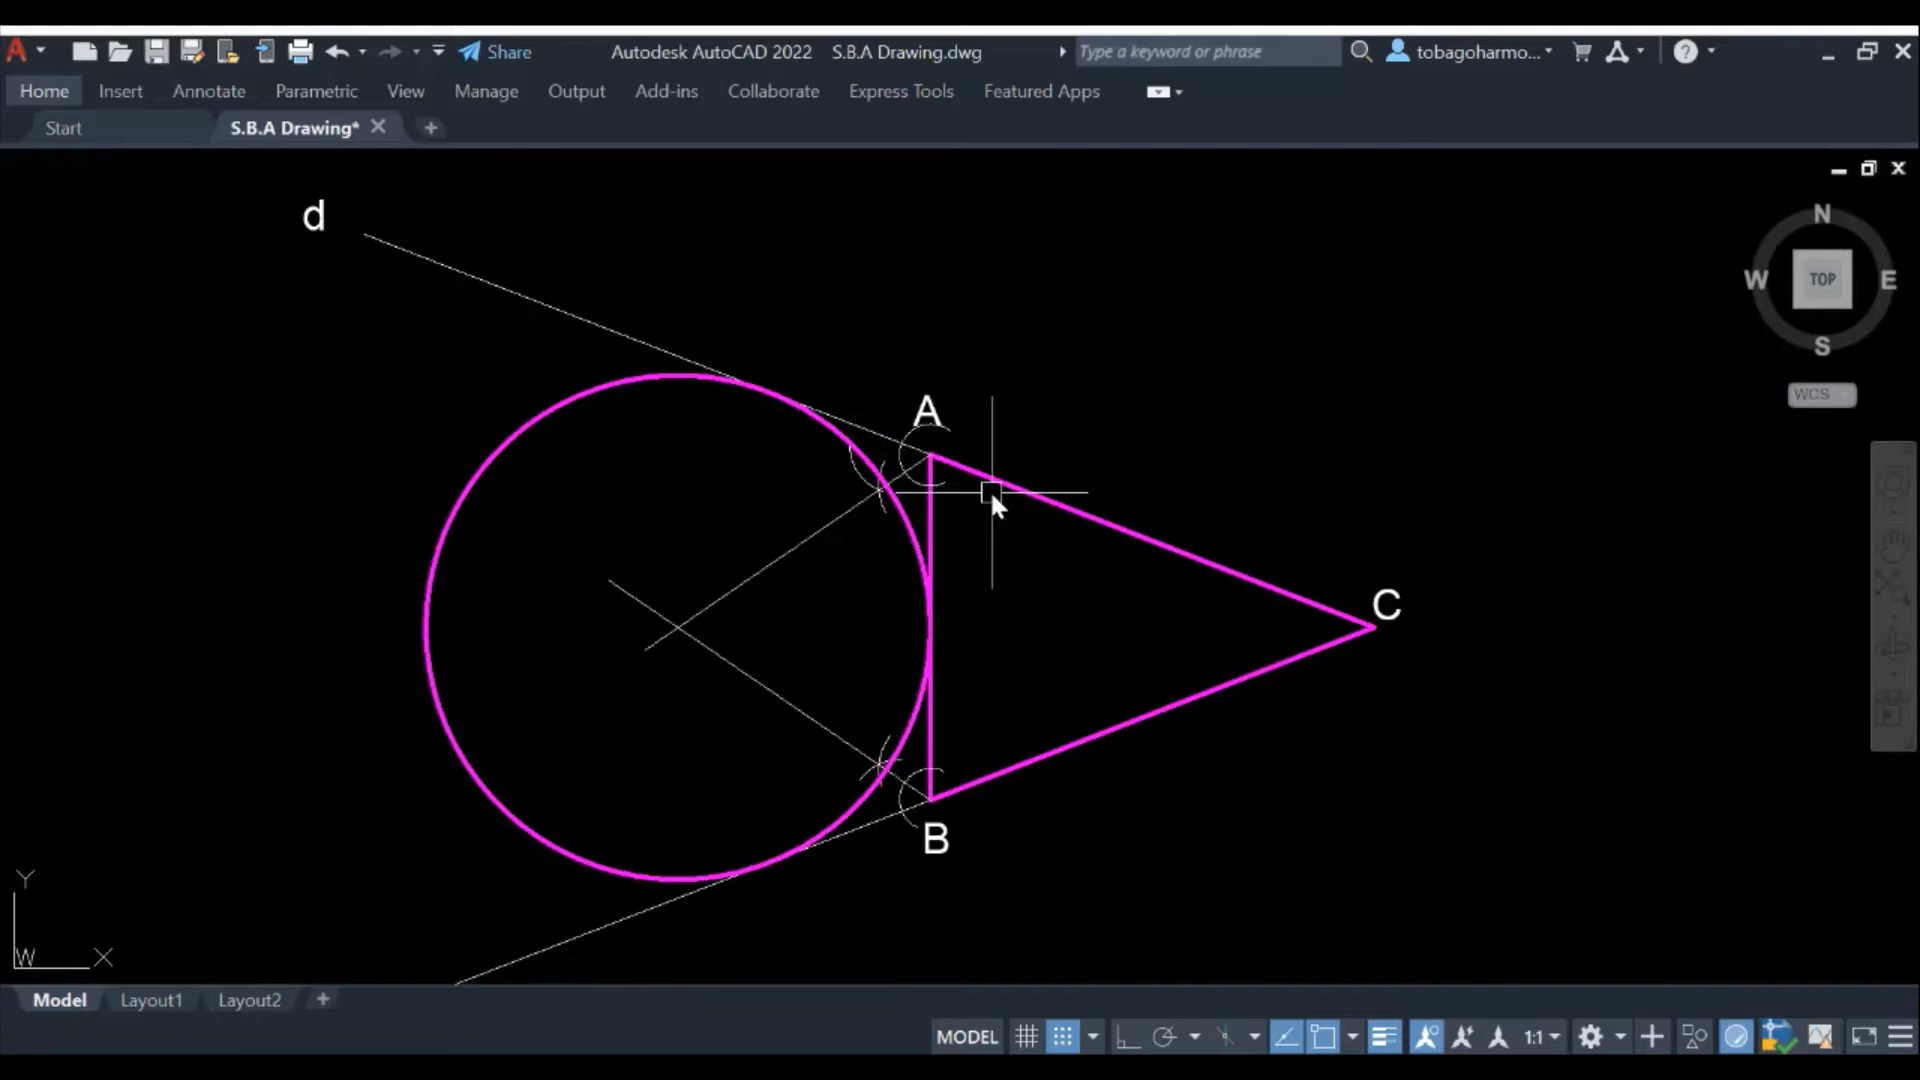 A Share Autodesk AutoCAD 2022 S.B.A Drawing.dwg Type a keyword or phrase tobagoharmo... ?
Home Insert Annotate Parametric View Manage Output Add-ins Collaborate Express Tools Featured Apps
Start S.B.A Drawing* +
d
N
W TOP E
S
WCS
A
C
B
Y
W X
Model Layout1 Layout2 +
MODEL 1:1